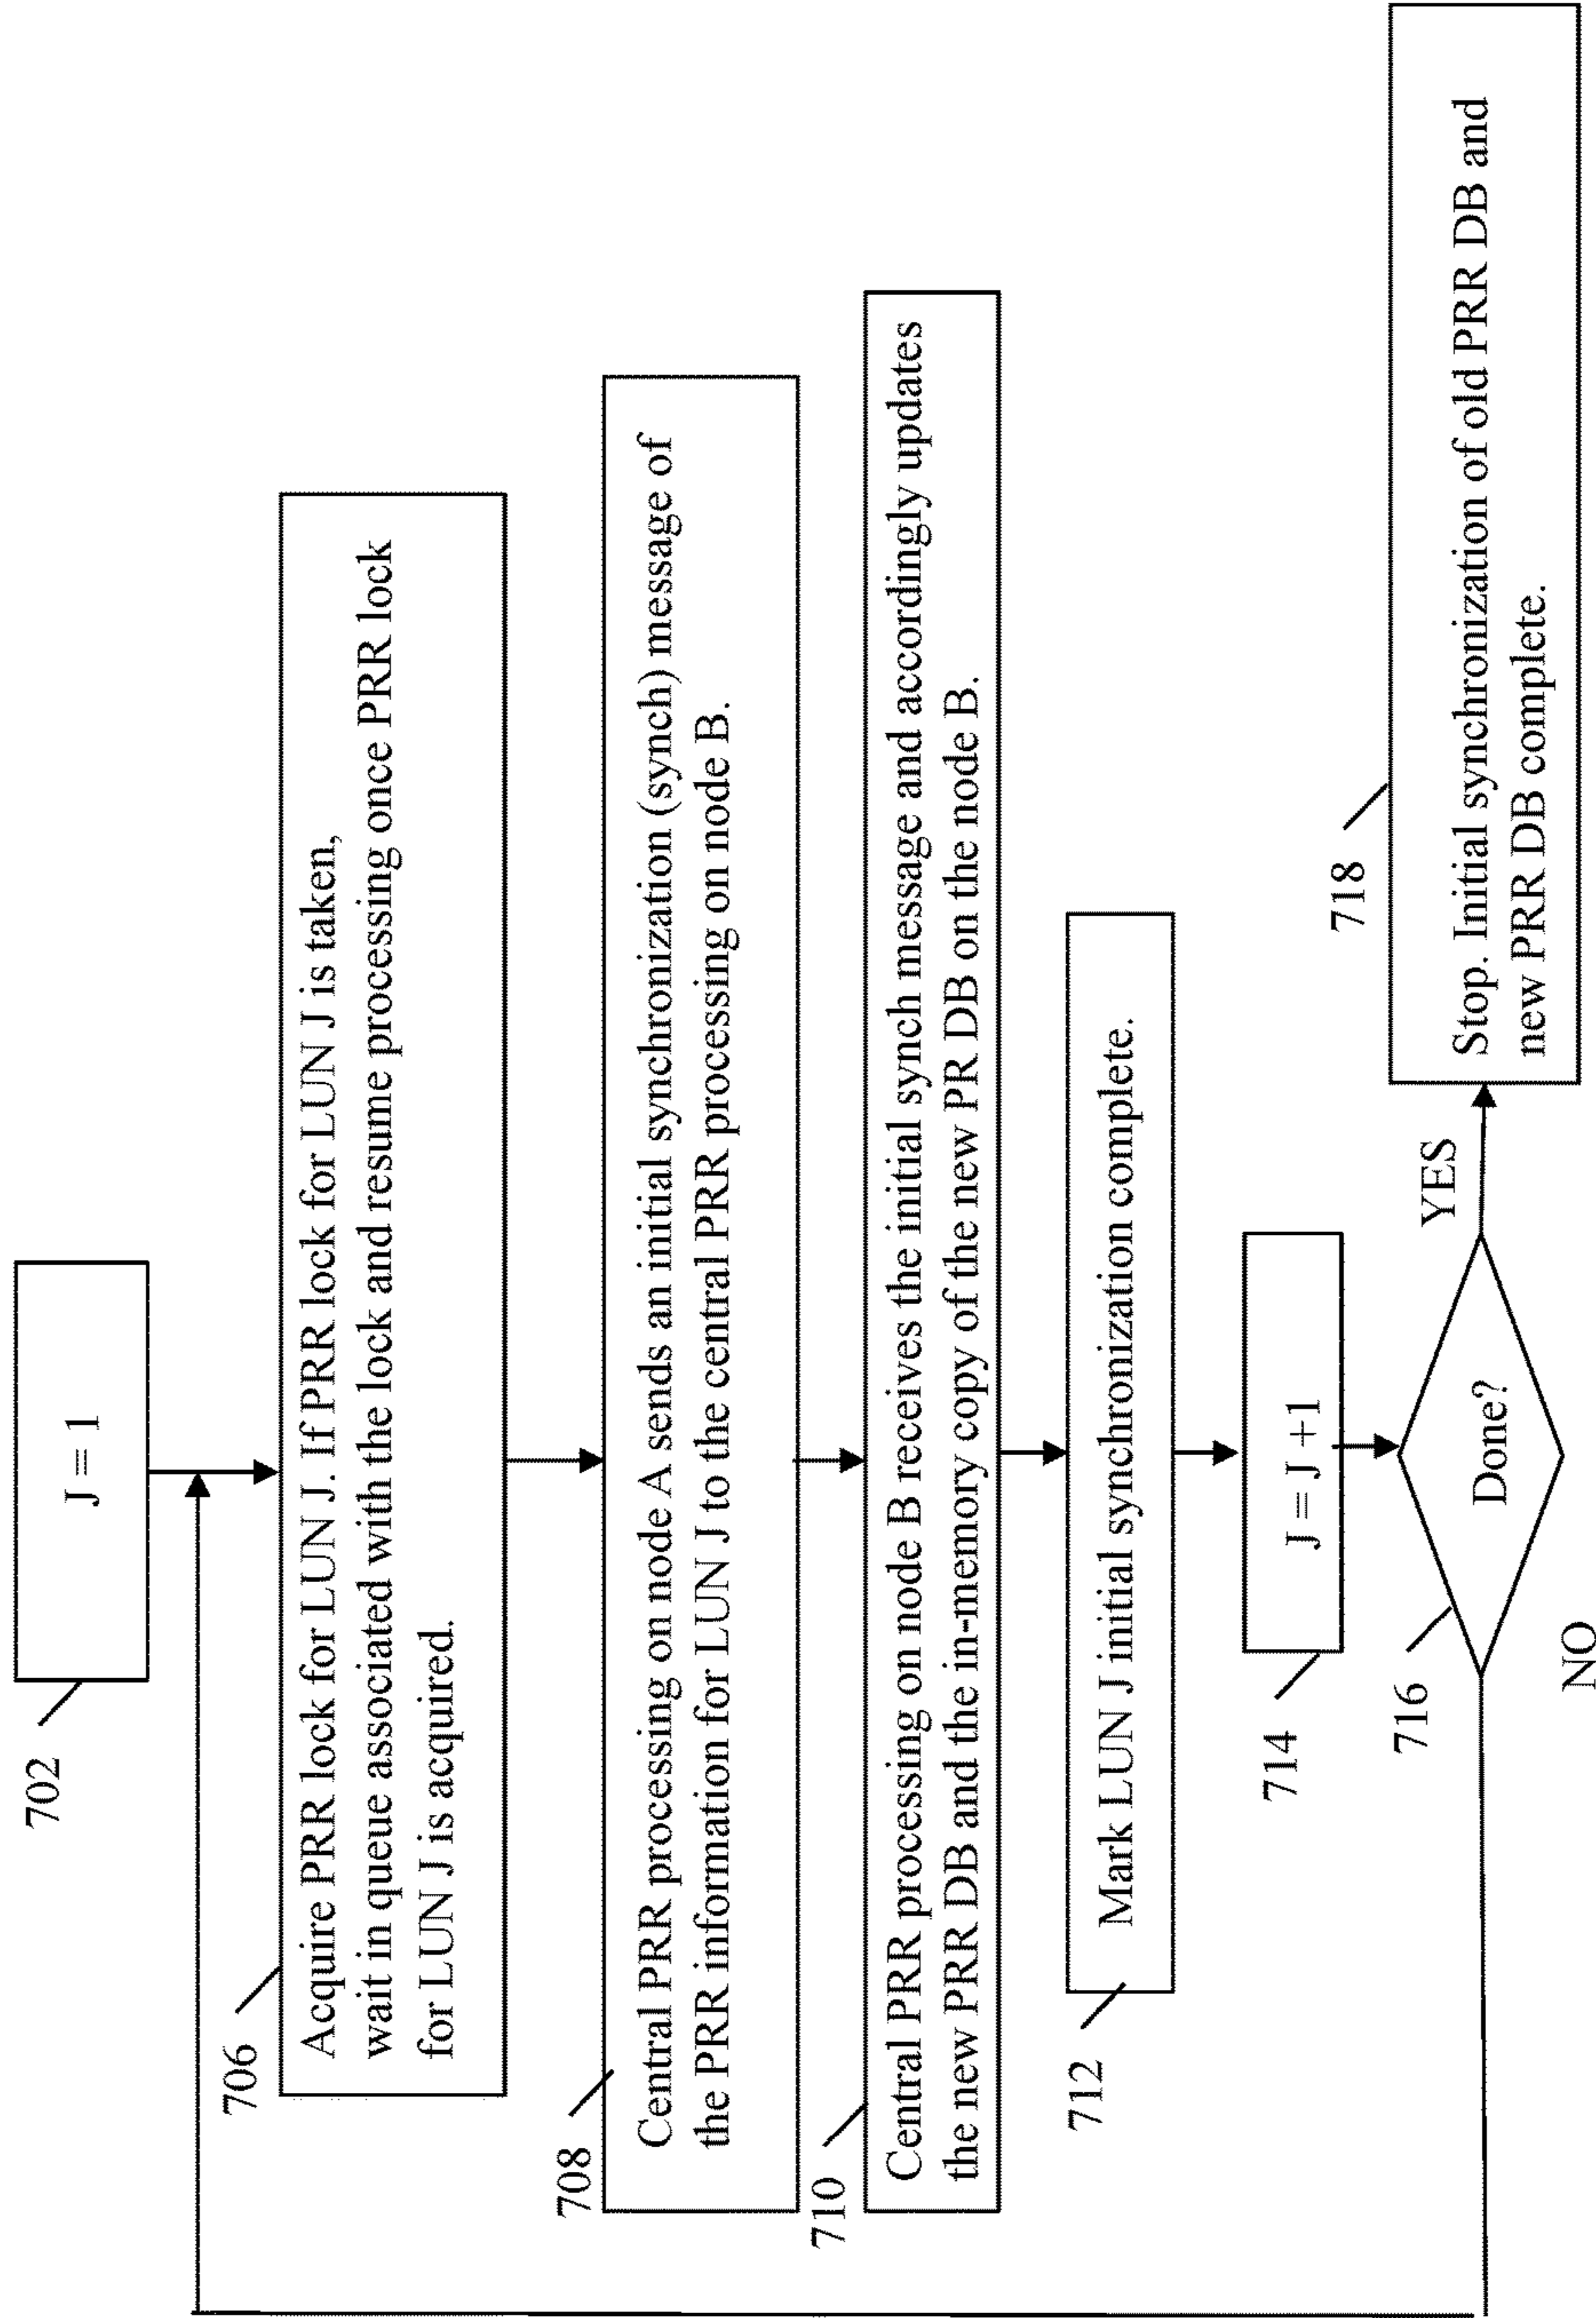 702
J = 1
706
Acquire PRR lock for LUN J. If PRR lock for LUN J is taken,
wait in queue associated with the lock and resume processing once PRR lock
for LUN J is acquired.
708
Central PRR processing on node A sends an initial synchronization (synch) message of
the PRR information for LUN J to the central PRR processing on node B.
710
Central PRR processing on node B receives the initial synch message and accordingly updates
the new PRR DB and the in-memory copy of the new PR DB on the node B.
712
Mark LUN J initial synchronization complete.
714
J = J +1
716
Done?
YES
NO
718
Stop. Initial synchronization of old PRR DB and
new PRR DB complete.